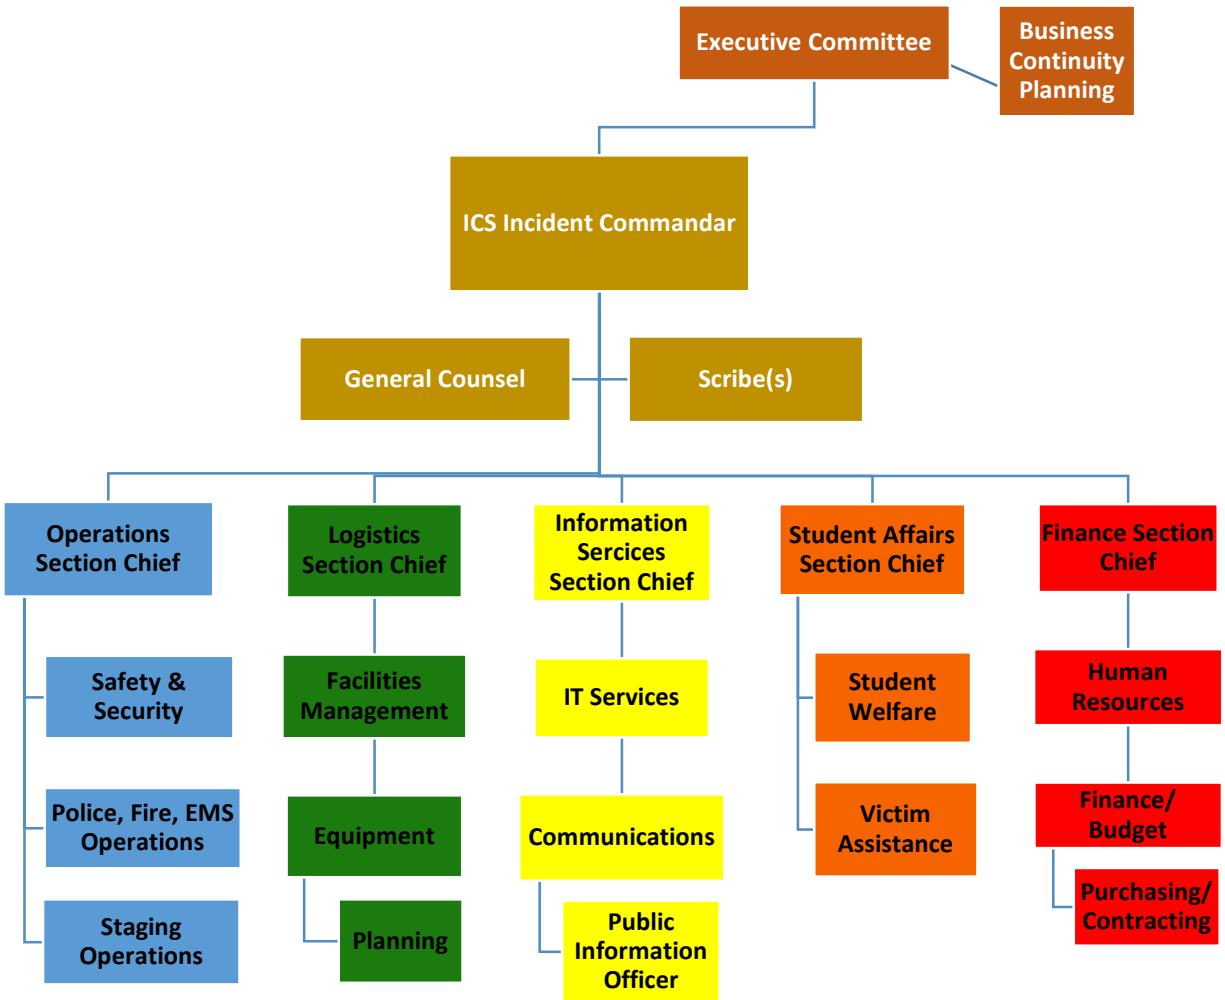 Executive Committee
Business
Continuity
Planning
ICS Incident Commandar
General Counsel
Scribe(s)
Operations
Section Chief
Logistics
Section Chief
Information
Sercices
Section Chief
Student Affairs
Section Chief
Finance Section
Chief
Safety &
Security
Facilities
Management
IT Services
Student
Welfare
Human
Resources
Police, Fire, EMS
Operations
Equipment
Communications
Victim
Assistance
Finance/
Budget
Staging
Operations
Planning
Public
Information
Officer
Purchasing/
Contracting